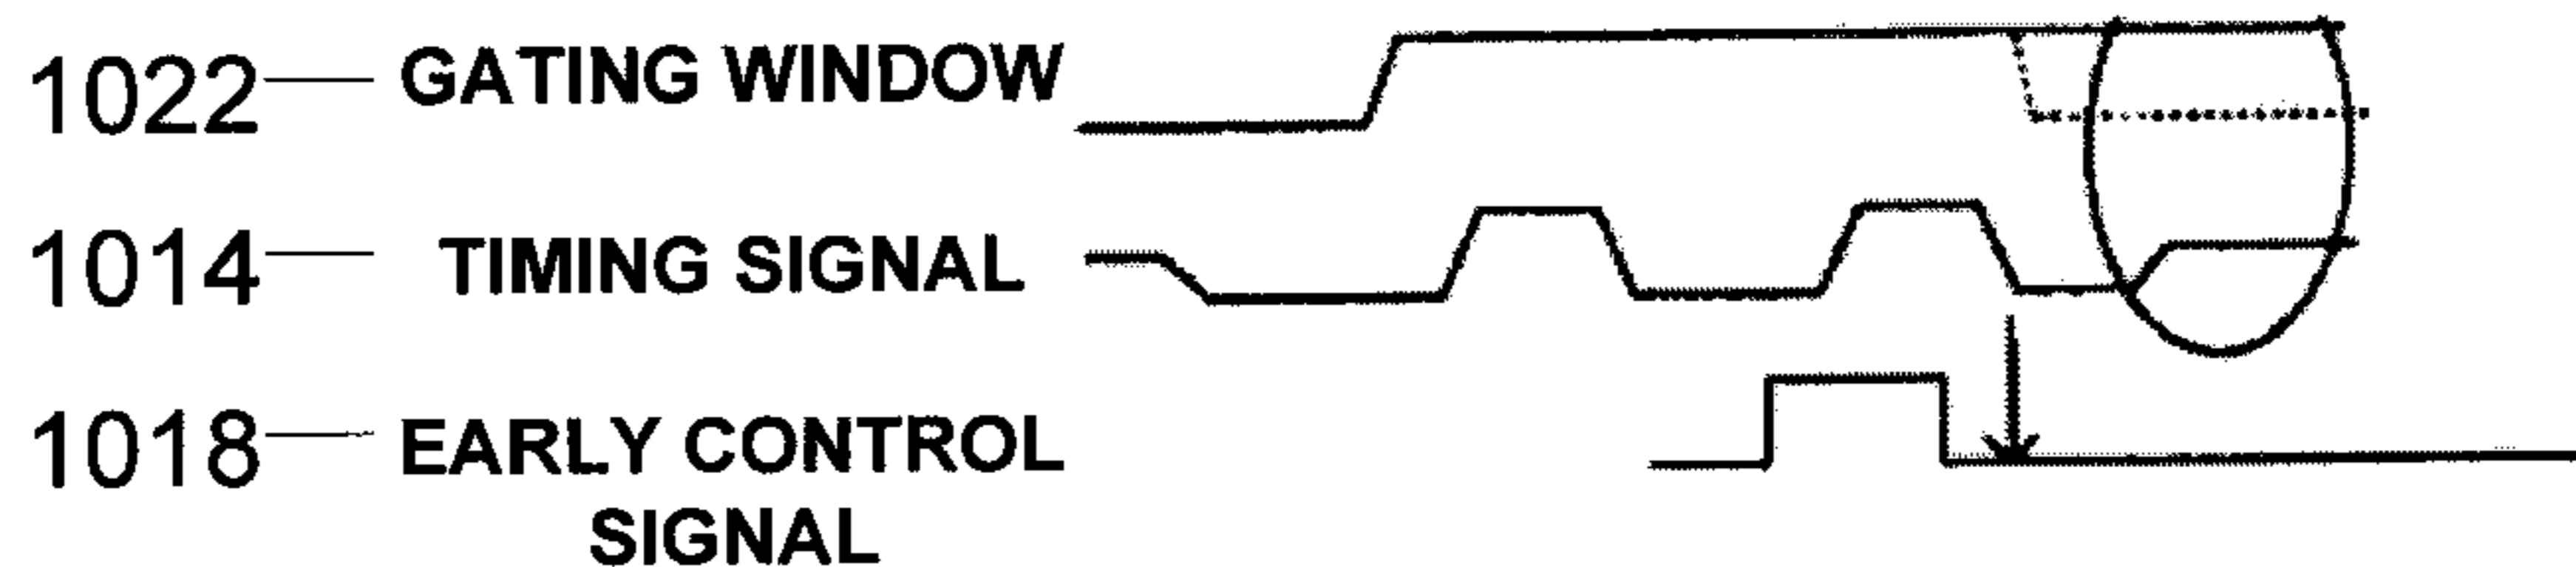 1022 GATING WINDOW
1014 TIMING SIGNAL
1018 EARLY CONTROL
SIGNAL